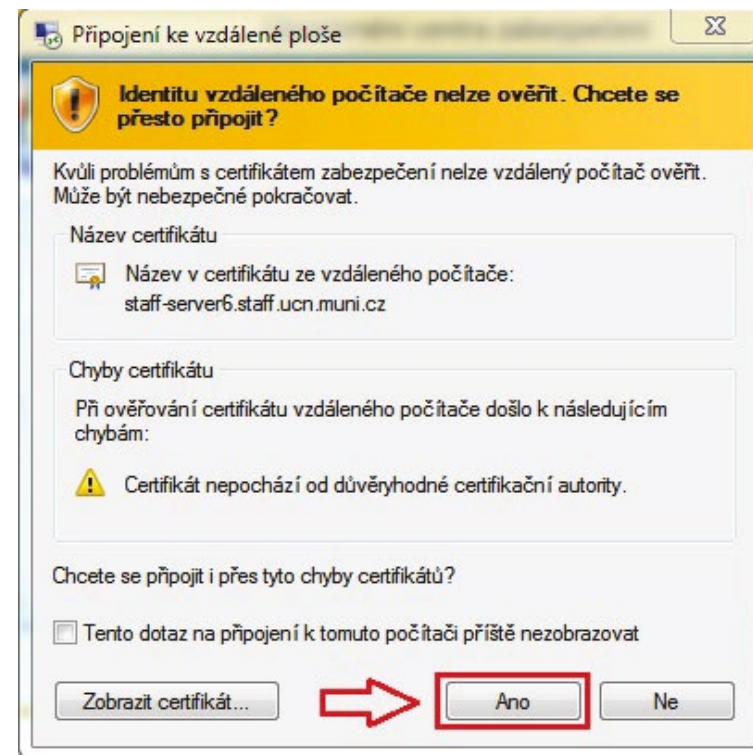 Připojení ke vzdálené ploše
Identitu vzdáleného počítače nelze ověřit. Chcete se
přesto připojit?
Kvůli problémům s certifikátem zabezpečení nelze vzdálený počítač ověřit.
Může být nebezpečné pokračovat.
Název certifikátu
Název v certifikátu ze vzdáleného počítače:
staff-server6.staff.ucn.muni.cz
Chyby certifikátu
Při ověřování certifikátu vzdáleného počítače došlo k následujícím
chybám:
Certifikát nepochází od důvěryhodné certifikační autority.
Chcete se připojit i přes tyto chyby certifikátů?
Tento dotaz na připojení k tomuto počítači příště nezobrazovat
Zobrazit certifikát...
Ano
Ne